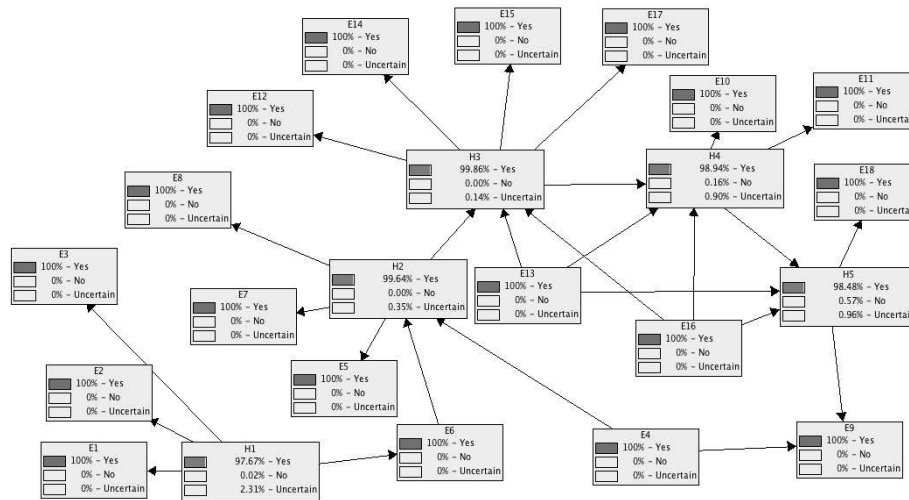 E14
100% - Yes
0% - No
0% - Uncertain
E15
100% - Yes
0% - No
0% - Uncertain
E17
100% - Yes
0% - No
0% - Uncertain
E10
100% - Yes
0% - No
0% - Uncertain
E11
100% - Yes
0% - No
0% - Uncertain
E12
100% - Yes
0% - No
0% - Uncertain
H3
99.86% - Yes
0.00% - No
0.14% - Uncertain
H4
98.94% - Yes
0.16% - No
0.90% - Uncertain
E18
100% - Yes
0% - No
0% - Uncertain
E8
100% - Yes
0% - No
0% - Uncertain
E3
100% - Yes
0% - No
0% - Uncertain
H2
99.64% - Yes
0.00% - No
0.35% - Uncertain
E13
100% - Yes
0% - No
0% - Uncertain
H5
98.48% - Yes
0.57% - No
0.96% - Uncertain
E7
100% - Yes
0% - No
0% - Uncertain
E16
100% - Yes
0% - No
0% - Uncertain
E5
100% - Yes
0% - No
0% - Uncertain
E2
100% - Yes
0% - No
0% - Uncertain
E1
100% - Yes
0% - No
0% - Uncertain
H1
97.67% - Yes
0.02% - No
2.31% - Uncertain
E6
100% - Yes
0% - No
0% - Uncertain
E4
100% - Yes
0% - No
0% - Uncertain
E9
100% - Yes
0% - No
0% - Uncertain